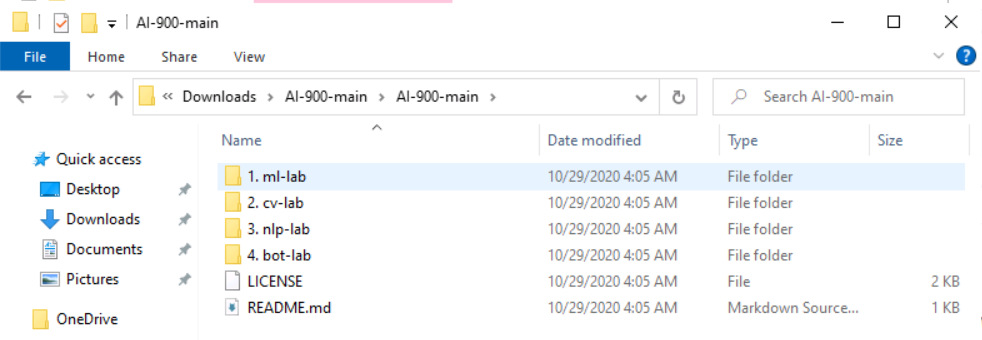 AI-900-main
File Home Share View
« Downloads > AI-900-main > AI-900-main > Search AI-900-main
Name Date modified Type Size
Quick access
Desktop
Downloads
Documents
Pictures
OneDrive
1. ml-lab 10/29/2020 4:05 AM File folder
2. cv-lab 10/29/2020 4:05 AM File folder
3. nlp-lab 10/29/2020 4:05 AM File folder
4. bot-lab 10/29/2020 4:05 AM File folder
LICENSE 10/29/2020 4:05 AM File 2 KB
README.md 10/29/2020 4:05 AM Markdown Source... 1 KB